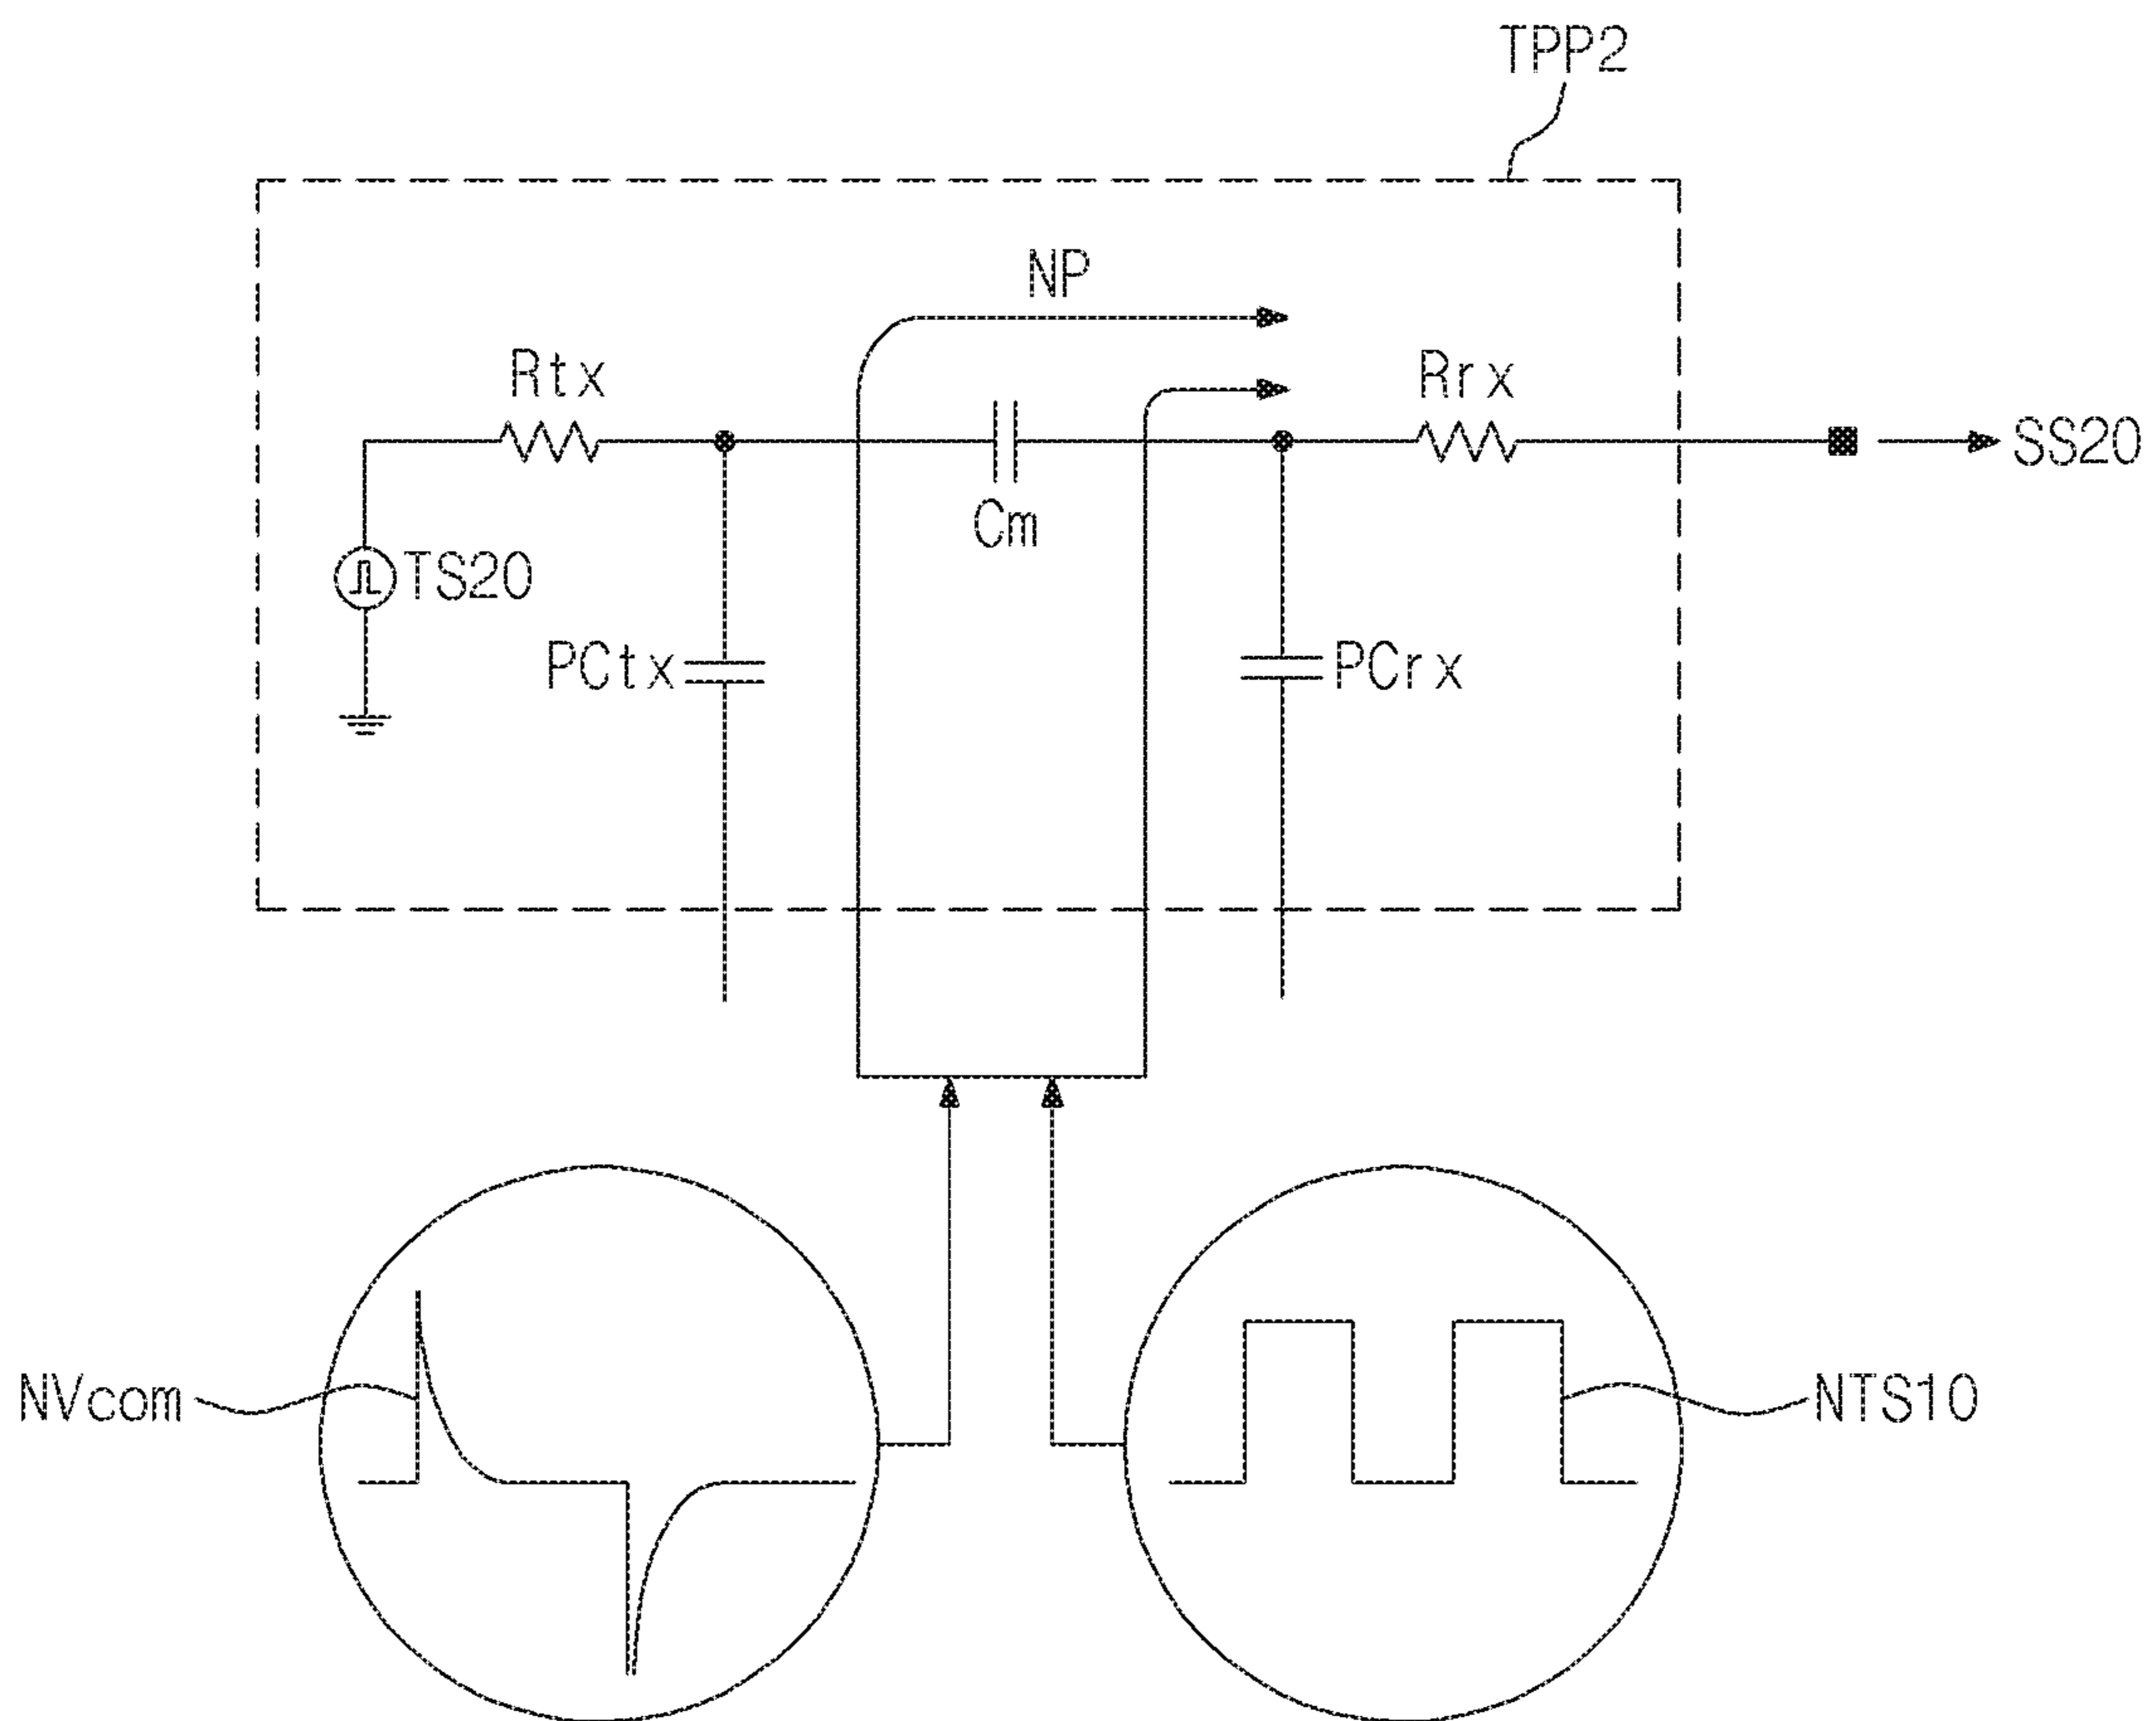 TPP2
NP
Rtx
Rrx
SS20
Cm
TS20
PCtx
PCrx
NVcom
NTS10